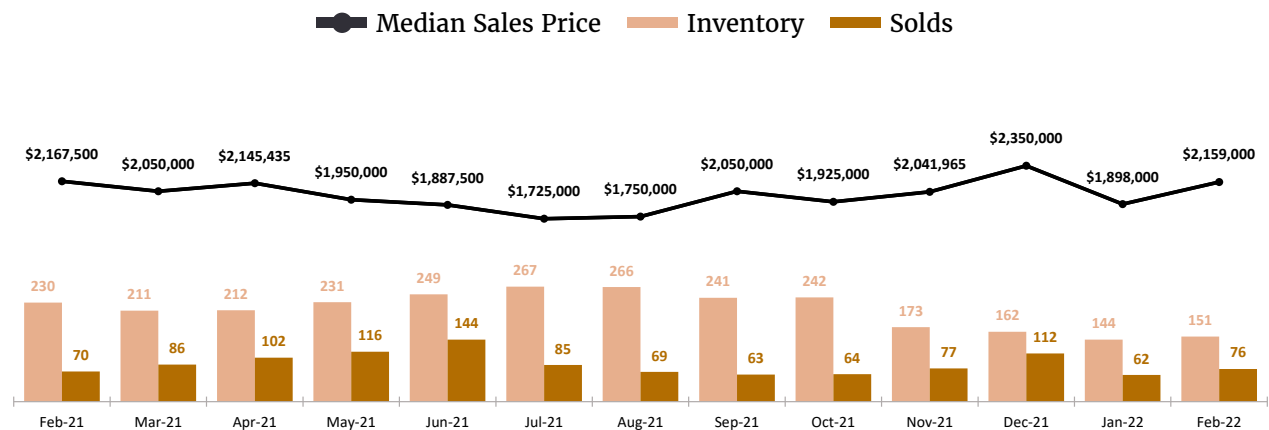 Median Sales Price Inventory Solds
$2,167,500 $2,050,000 $2,145,435 $1,950,000 $1,887,500 $1,725,000 $1,750,000 $2,050,000 $1,925,000 $2,041,965 $2,350,000 $1,898,000 $2,159,000
230 211 212 231 249 267 266 241 242 173 162 144 151
70 86 102 116 144 85 69 63 64 77 112 62 76
Feb-21 Mar-21 Apr-21 May-21 Jun-21 Jul-21 Aug-21 Sep-21 Oct-21 Nov-21 Dec-21 Jan-22 Feb-22